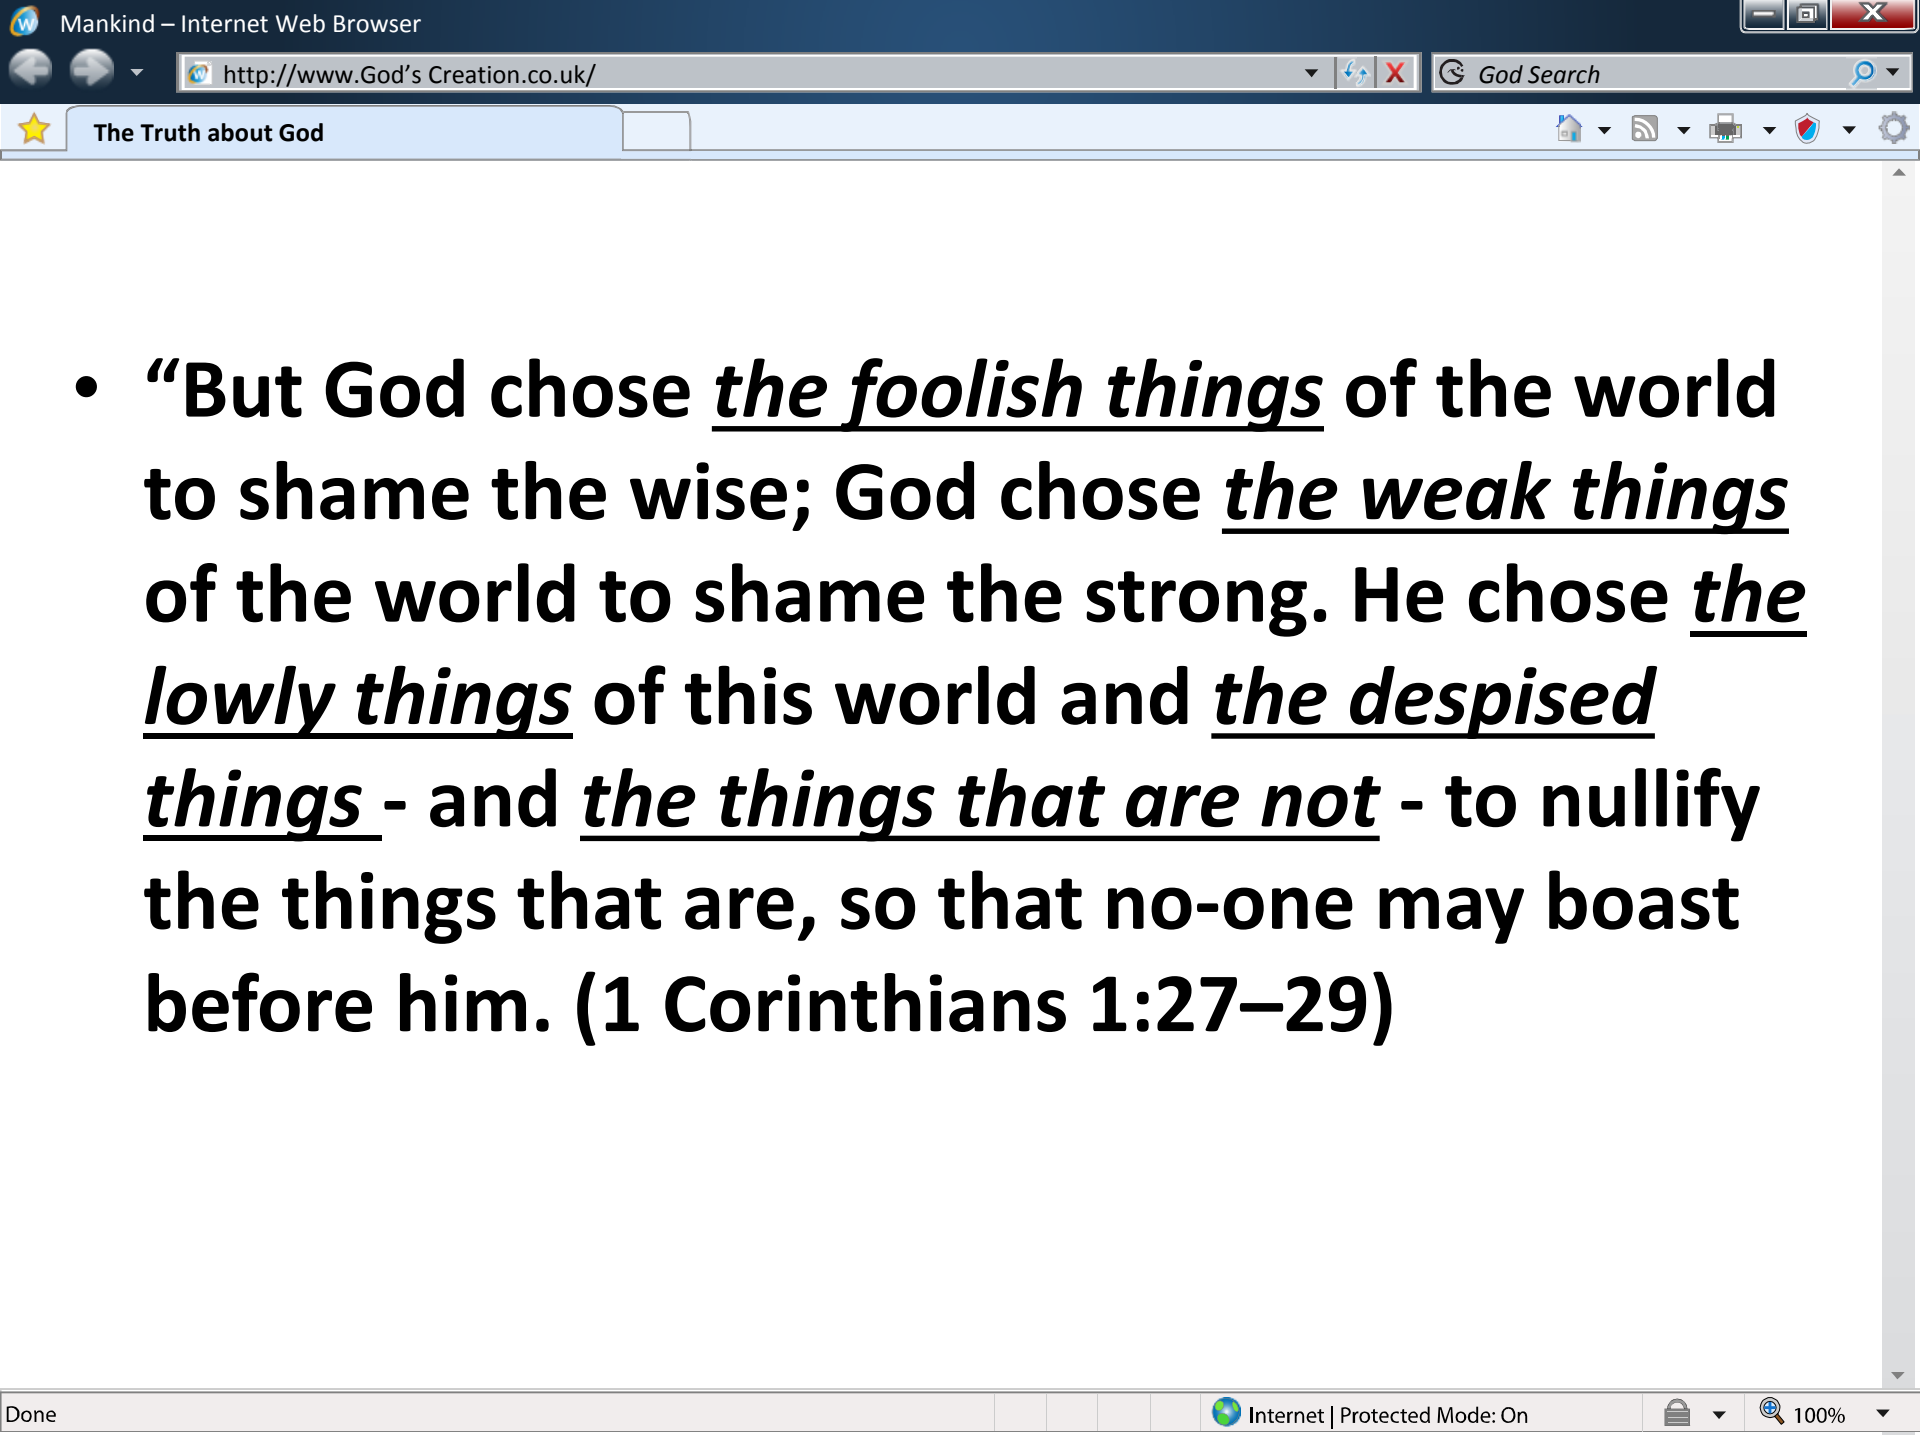 Mankind – Internet Web Browser
http://www.God's Creation.co.uk/
God Search
The Truth about God
• “But God chose the foolish things of the world
to shame the wise; God chose the weak things
of the world to shame the strong. He chose the
lowly things of this world and the despised
things - and the things that are not - to nullify
the things that are, so that no-one may boast
before him. (1 Corinthians 1:27–29)
Done
Internet | Protected Mode: On
100%